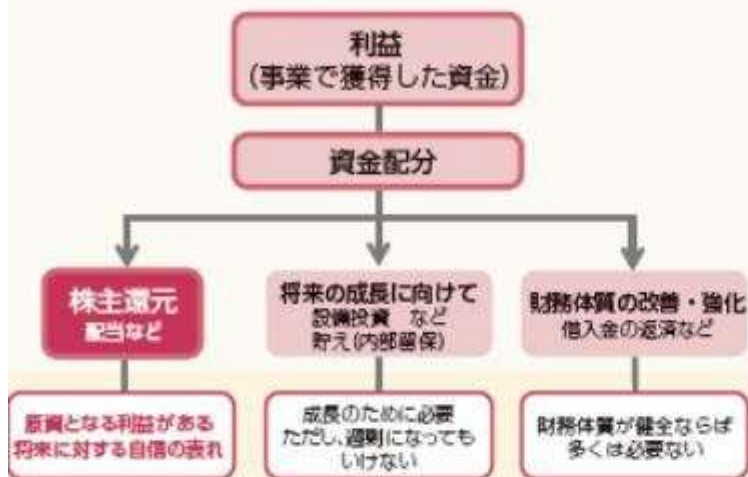 利益
(事業で獲得した資金)
資金配分
株主還元
配当など
将来の成長に向けて
設備投資 など
貯え(内部留保)
財務体質の改善・強化
借入金の返済など
原資となる利益がある
将来に対する自信の表れ
成長のために必要
ただし、過剰になっても
いけない
財務体質が健全ならば
多くは必要ない